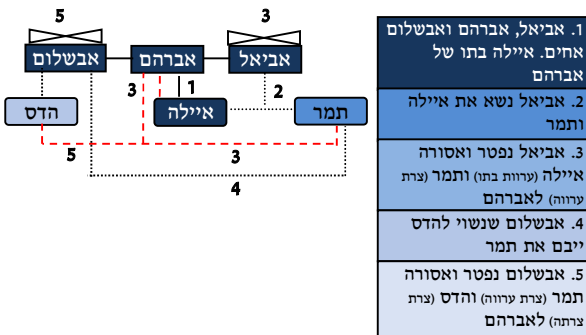 5
3
אבשלום
אברהם
אביאל
3
1
2
הדס
איילה
תמר
5
3
4
1. אביאל, אברהם ואבשלום
אחים. איילה בתו של
אברהם
2. אביאל נשא את איילה
ותמר
3. אביאל נפטר ואסורה
איילה (ערוות בתו) ותמר (צרת
ערווה) לאברהם
4. אבשלום שנשוי להדס
ייבם את תמר
5. אבשלום נפטר ואסורה
תמר (צרת ערווה) והדס (צרת
צרתה) לאברהם